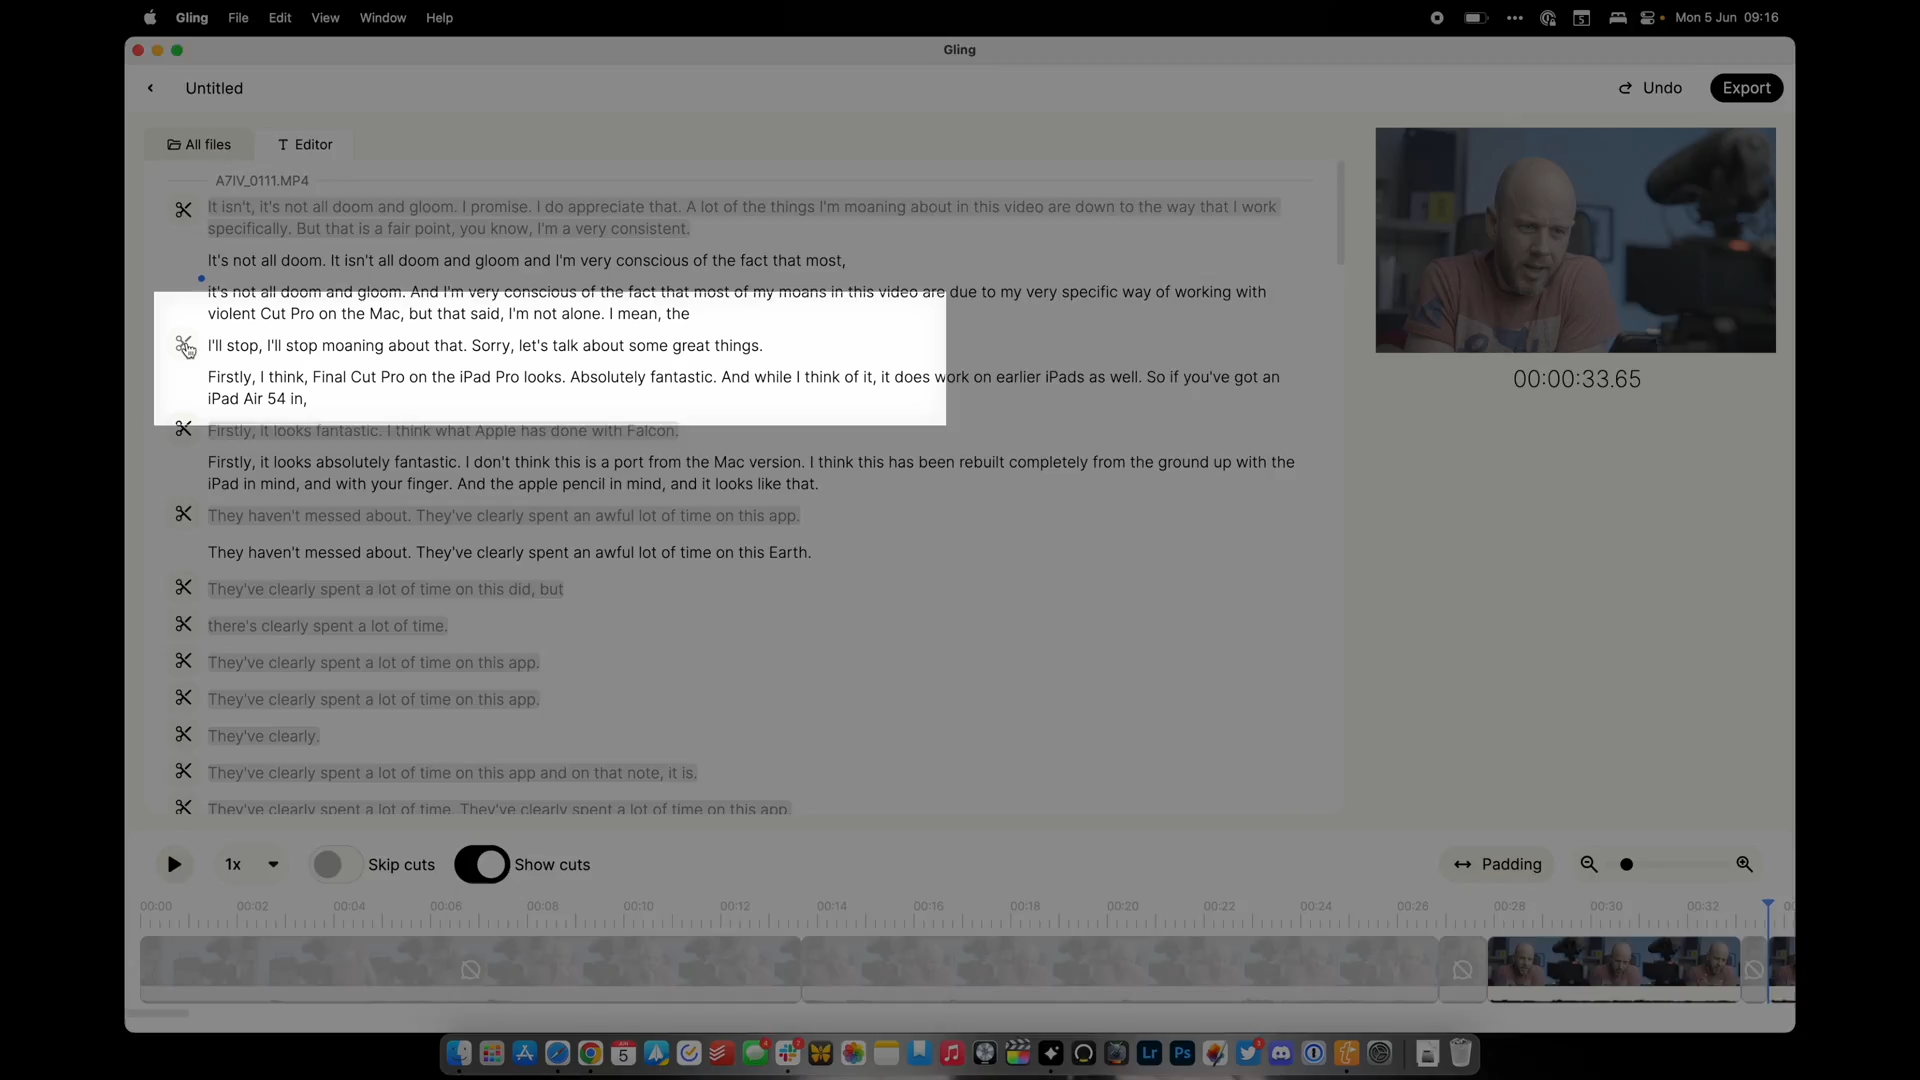 Gling File Edit View Window Help
5
Mon 5 Jun 09:16
Gling
Untitled
Undo
Export
All files
T Editor
A7IV_0111.MP4
It isn't, it's not all doom and gloom. I promise. I do appreciate that. A lot of the things I'm moaning about in this video are down to the way that I work
specifically. But that is a fair point, you know, I'm a very consistent.
It's not all doom. It isn't all doom and gloom and I'm very conscious of the fact that most,
it's not all doom and gloom. And I'm very conscious of the fact that most of my moans in this video are due to my very specific way of working with
violent Cut Pro on the Mac, but that said, I'm not alone. I mean, the
I'll stop, I'll stop moaning about that. Sorry, let's talk about some great things.
Firstly, I think, Final Cut Pro on the iPad Pro looks. Absolutely fantastic. And while I think of it, it does work on earlier iPads as well. So if you've got an
iPad Air 54 in,
Firstly, it looks fantastic. I think what Apple has done with Falcon.
Firstly, it looks absolutely fantastic. I don't think this is a port from the Mac version. I think this has been rebuilt completely from the ground up with the
iPad in mind, and with your finger. And the apple pencil in mind, and it looks like that.
They haven't messed about. They've clearly spent an awful lot of time on this app.
They haven't messed about. They've clearly spent an awful lot of time on this Earth.
They've clearly spent a lot of time on this did, but
there's clearly spent a lot of time.
They've clearly spent a lot of time on this app.
They've clearly spent a lot of time on this app.
They've clearly.
They've clearly spent a lot of time on this app and on that note, it is.
They've clearly spent a lot of time. They've clearly spent a lot of time on this app.
00:00:33.65
1x
Skip cuts
Show cuts
Padding
00:00 00:02 00:04 00:06 00:08 00:10 00:12 00:14 00:16 00:18 00:20 00:22 00:24 00:26 00:28 00:30 00:32
JUN
5
4
7
Lr
Ps